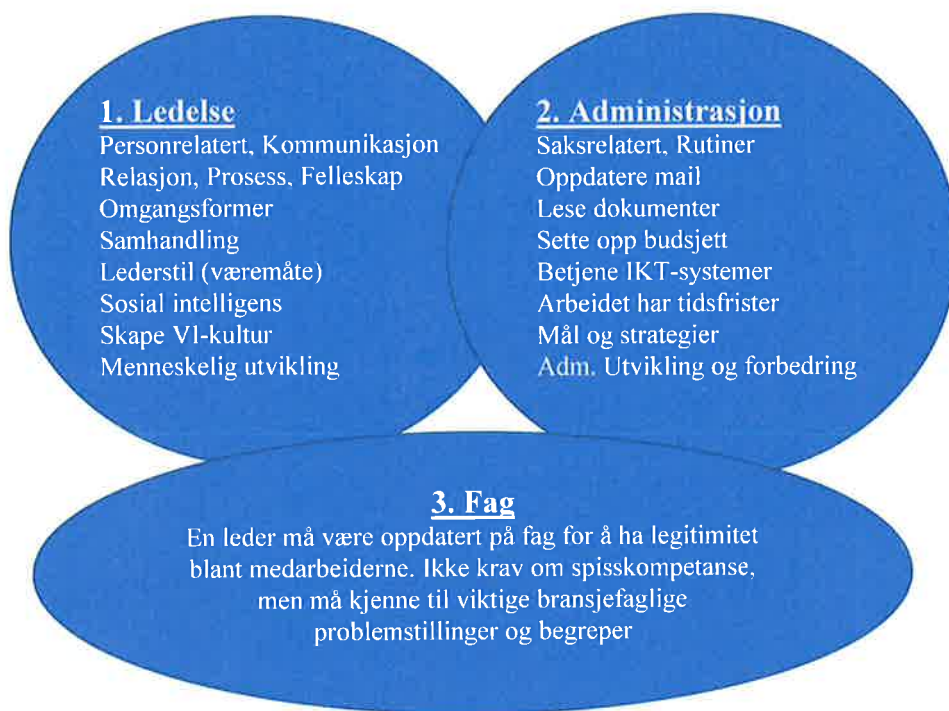 1. Ledelse
Personrelatert, Kommunikasjon
Relasjon, Prosess, Felleskap
Omgangsformer
Samhandling
Lederstil (væremåte)
Sosial intelligens
Skape VI-kultur
Menneskelig utvikling
2. Administrasjon
Saksrelatert, Rutiner
Oppdatere mail
Lese dokumenter
Sette opp budsjett
Betjene IKT-systemer
Arbeidet har tidsfrister
Mål og strategier
Adm. Utvikling og forbedring
3. Fag
En leder må være oppdatert på fag for å ha legitimitet
blant medarbeiderne. Ikke krav om spisskompetanse,
men må kjenne til viktige bransjefaglige
problemstillinger og begreper